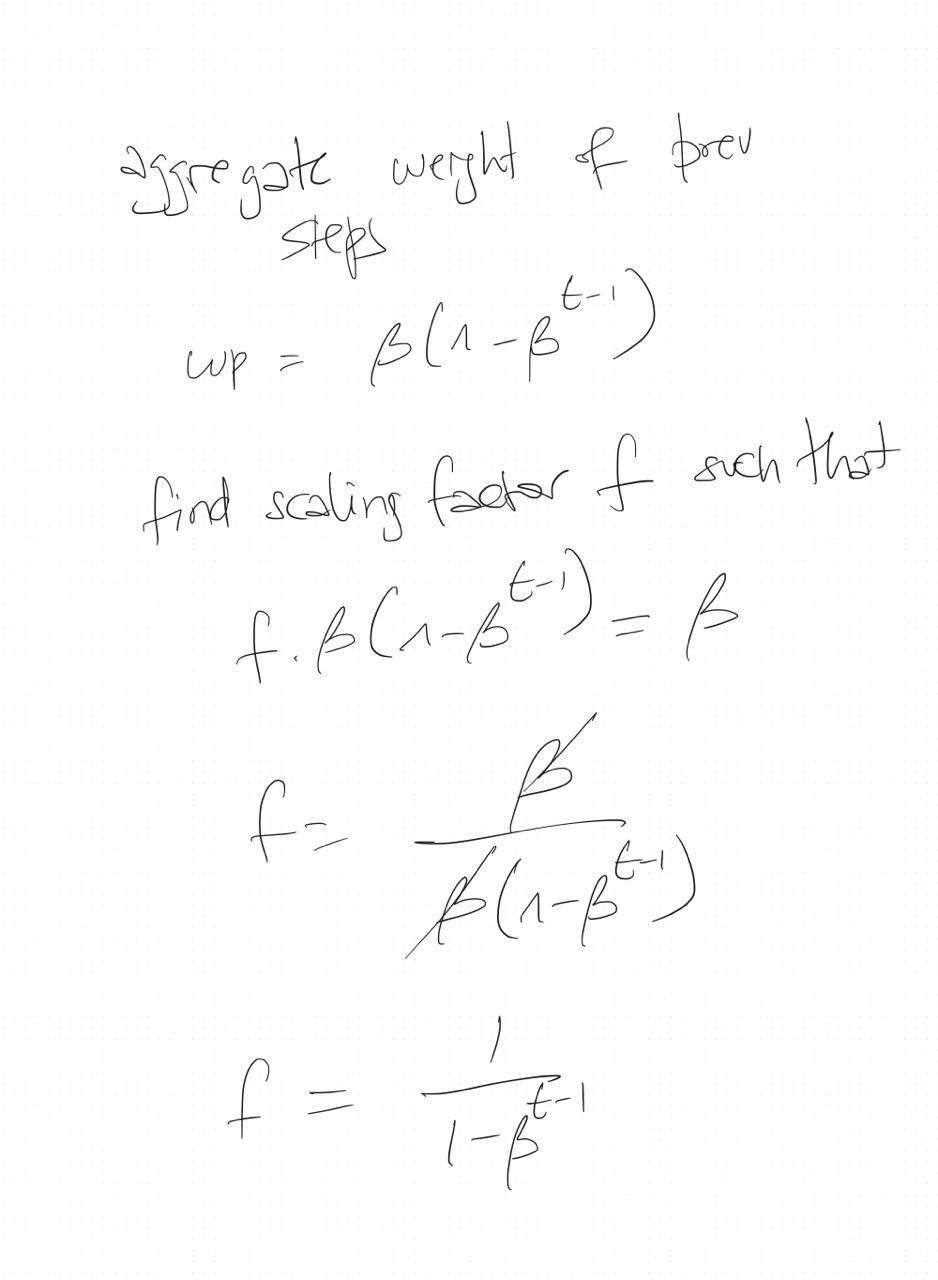 aggregate weight of prev
steps
wp = β(1-β^{t-1})
find scaling factor f such that
f.β(1-β^{t-1}) = β
f = β / β(1-β^{t-1})
f = 1 / 1-β^{t-1}